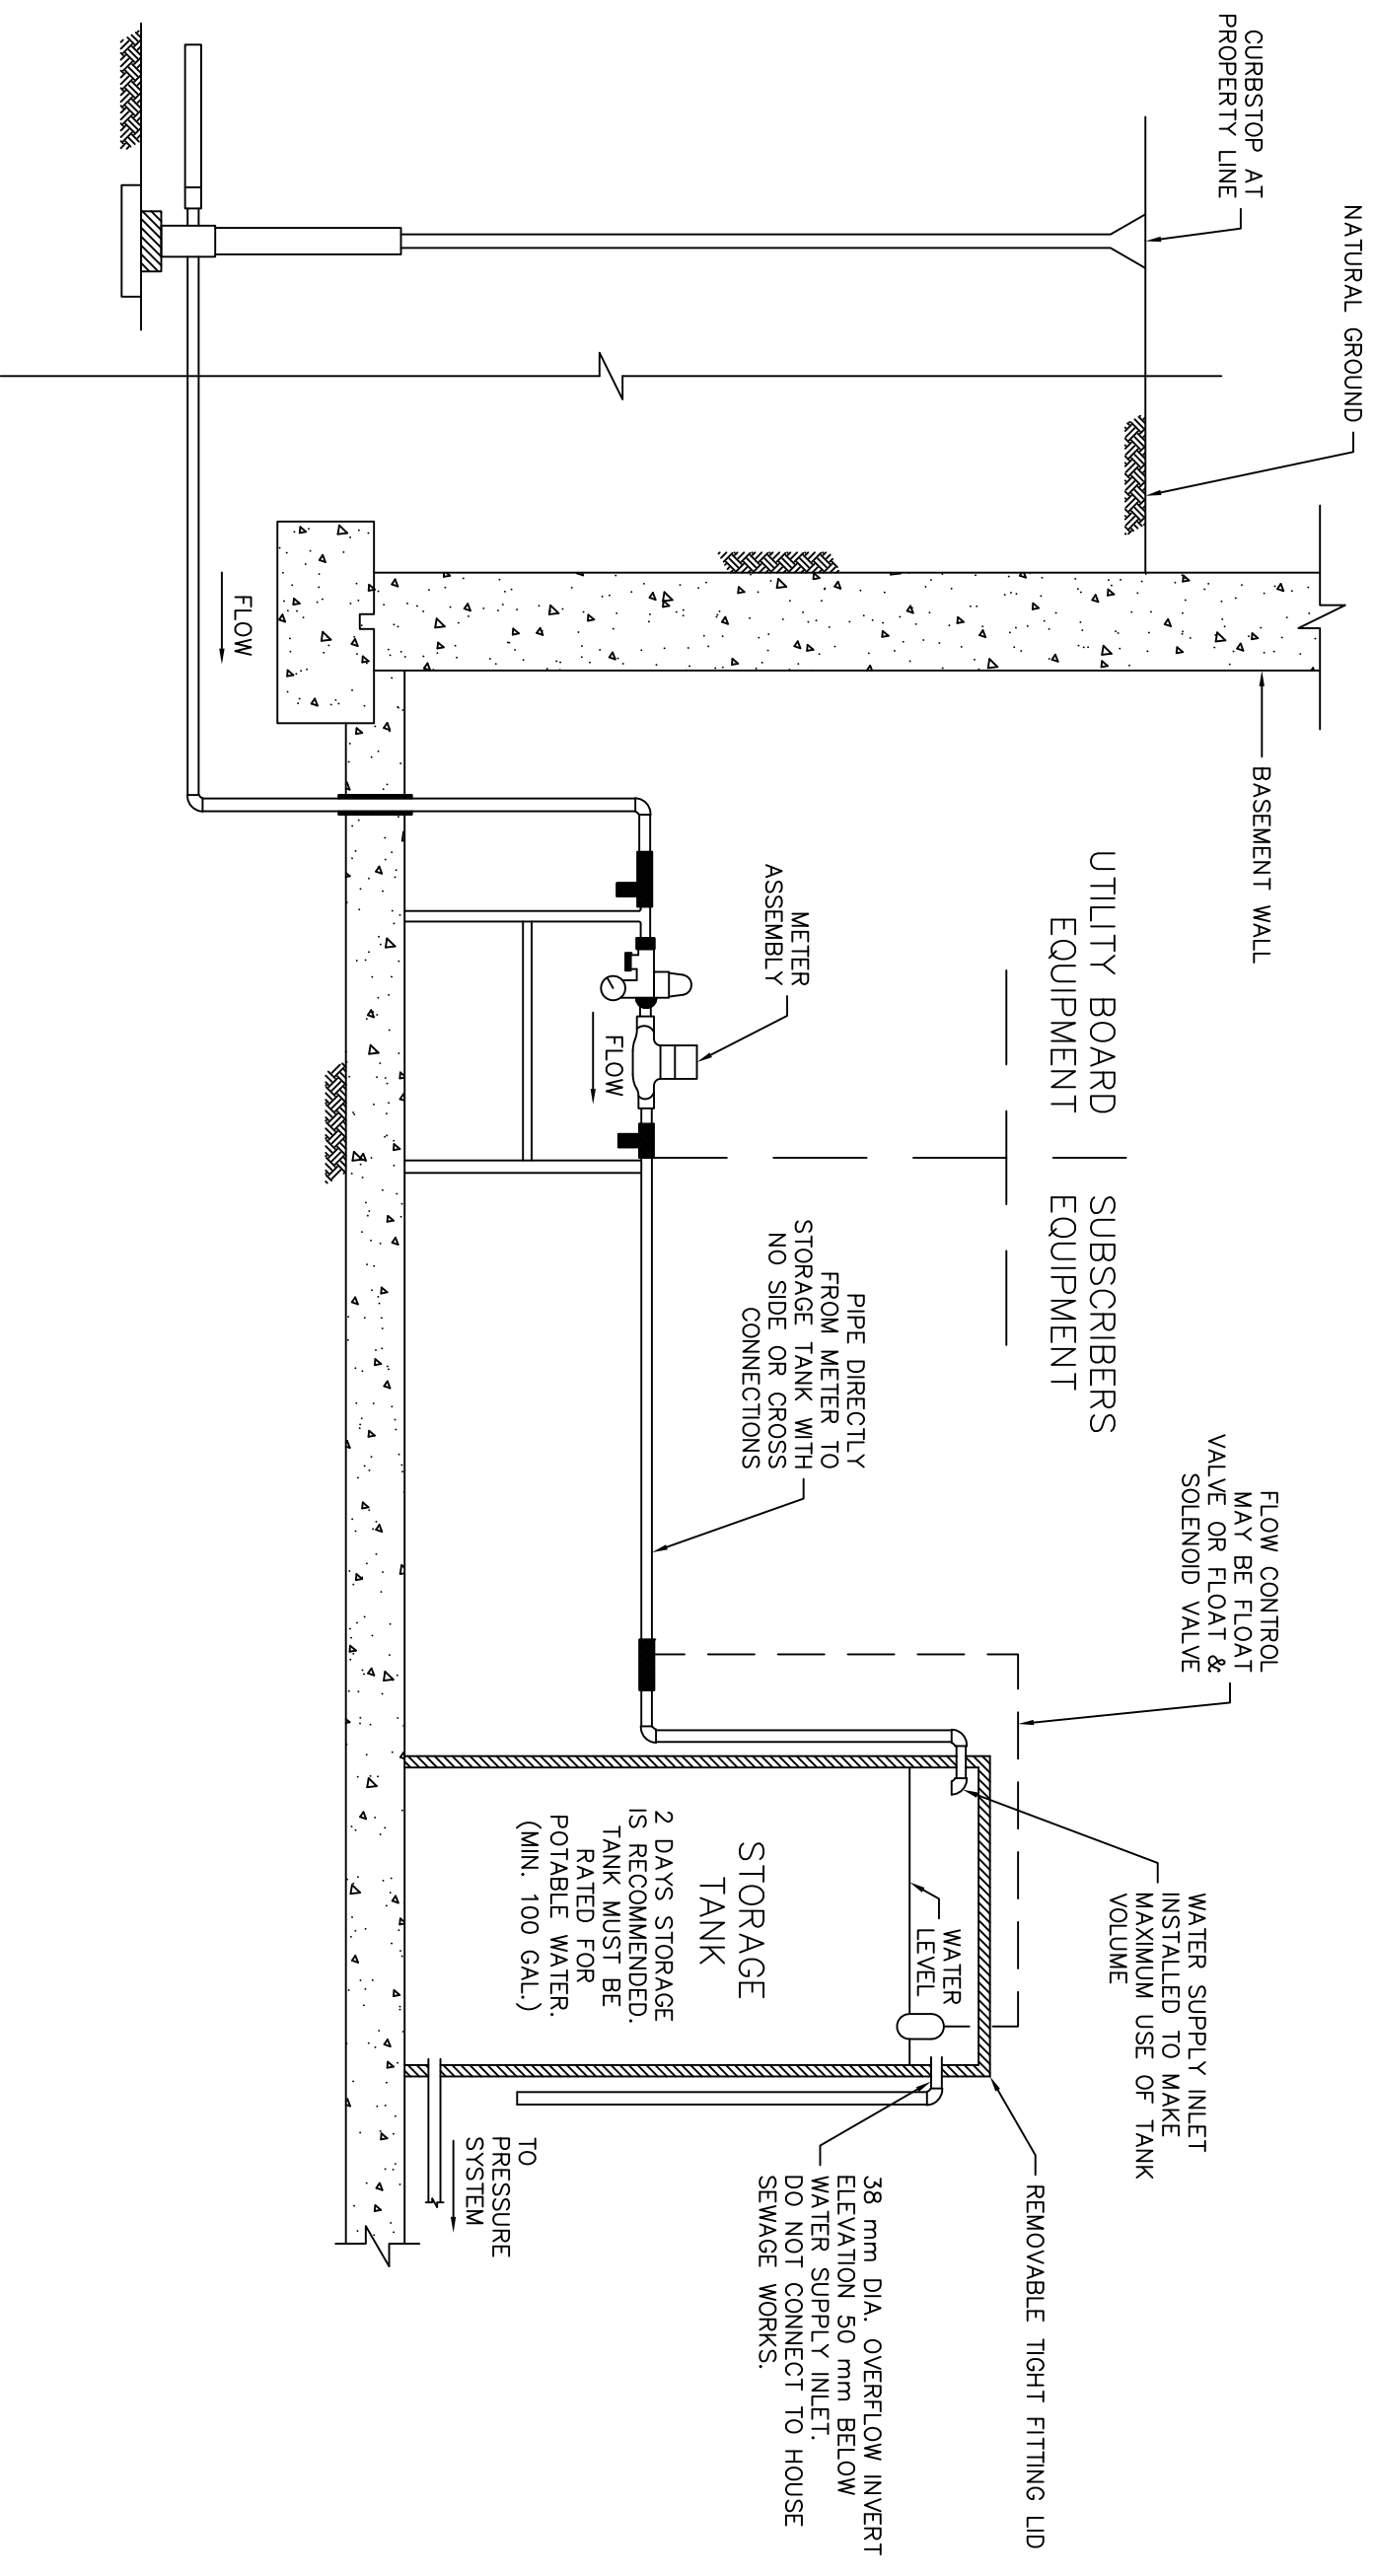 CURBSTOP AT
PROPERTY LINE
NATURAL GROUND
BASEMENT WALL
UTILITY BOARD
EQUIPMENT
SUBSCRIBERS
EQUIPMENT
FLOW CONTROL
MAY BE FLOAT
VALVE OR FLOAT &
SOLENOID VALVE
WATER SUPPLY INLET
INSTALLED TO MAKE
MAXIMUM USE OF TANK
VOLUME
REMOVABLE TIGHT FITTING LID
METER
ASSEMBLY
FLOW
PIPE DIRECTLY
FROM METER TO
STORAGE TANK WITH
NO SIDE OR CROSS
CONNECTIONS
WATER
LEVEL
STORAGE
TANK
2 DAYS STORAGE
IS RECOMMENDED.
TANK MUST BE
RATED FOR
POTABLE WATER.
(MIN. 100 GAL.)
38 mm DIA. OVERFLOW INVERT
ELEVATION 50 mm BELOW
WATER SUPPLY INLET.
DO NOT CONNECT TO HOUSE
SEWAGE WORKS.
TO
PRESSURE
SYSTEM
FLOW